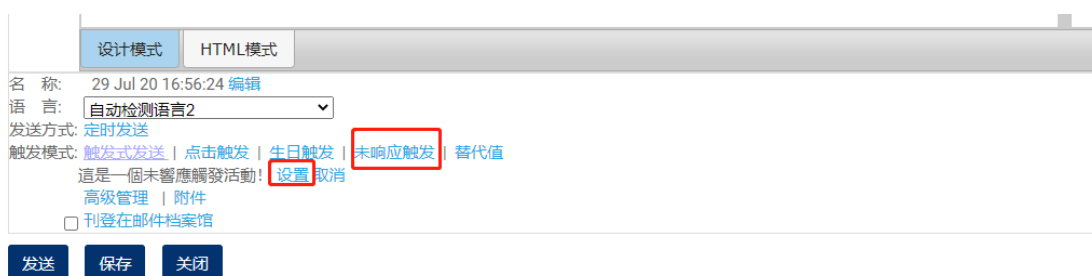 设计模式 HTML模式
名 称: 29 Jul 20 16:56:24 编辑
语 言: 自动检测语言2
发送方式: 定时发送
触发模式: 触发式发送 | 点击触发 | 生日触发 | 未响应触发 | 替代值
這是一個未響應觸發活動! 设置 取消
高级管理 | 附件
刊登在邮件档案馆
发送 保存 关闭